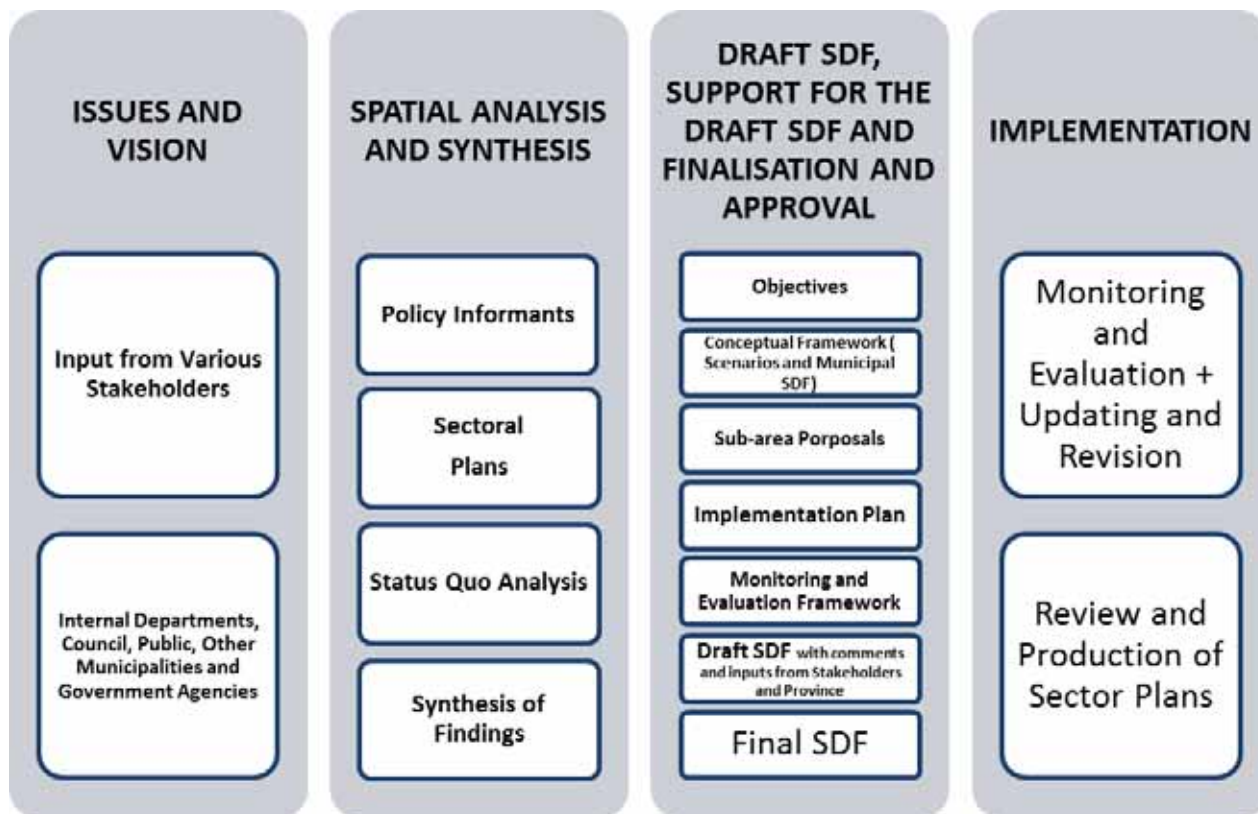 ISSUES AND
VISION
Input from Various
Stakeholders
Internal Departments,
Council, Public, Other
Municipalities and
Government Agencies
SPATIAL ANALYSIS
AND SYNTHESIS
Policy Informants
Sectoral
Plans
Status Quo Analysis
Synthesis of
Findings
DRAFT SDF,
SUPPORT FOR THE
DRAFT SDF AND
FINALISATION AND
APPROVAL
Objectives
Conceptual Framework (
Scenarios and Municipal
SDF)
Sub-area Porposals
Implementation Plan
Monitoring and
Evaluation Framework
Draft SDF with comments
and inputs from Stakeholders
and Province
Final SDF
IMPLEMENTATION
Monitoring
and
Evaluation +
Updating and
Revision
Review and
Production of
Sector Plans